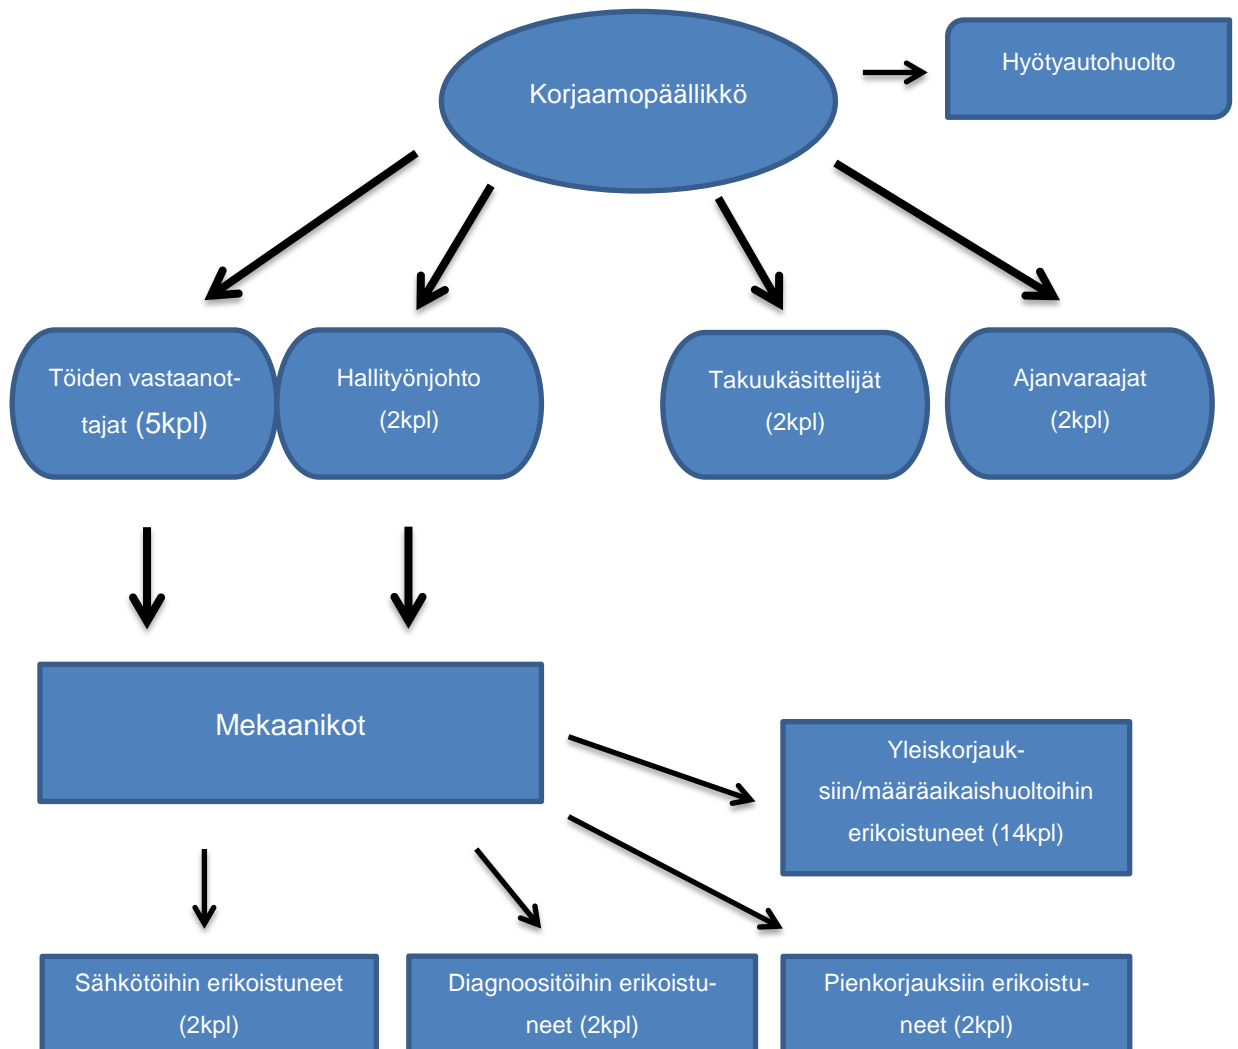 Korjaamopäällikkö
Hyötyautohuolto
Töiden vastaanot-
tajat (5kpl)
Hallityönjohto
(2kpl)
Takuukäsittelijät
(2kpl)
Ajanvaraajat
(2kpl)
Mekaanikot
Yleiskorjauk-
siin/määräaikaishuoltoihin
erikoistuneet (14kpl)
Sähkötöihin erikoistuneet
(2kpl)
Diagnoositöihin erikoistu-
neet (2kpl)
Pienkorjauksiin erikoistu-
neet (2kpl)